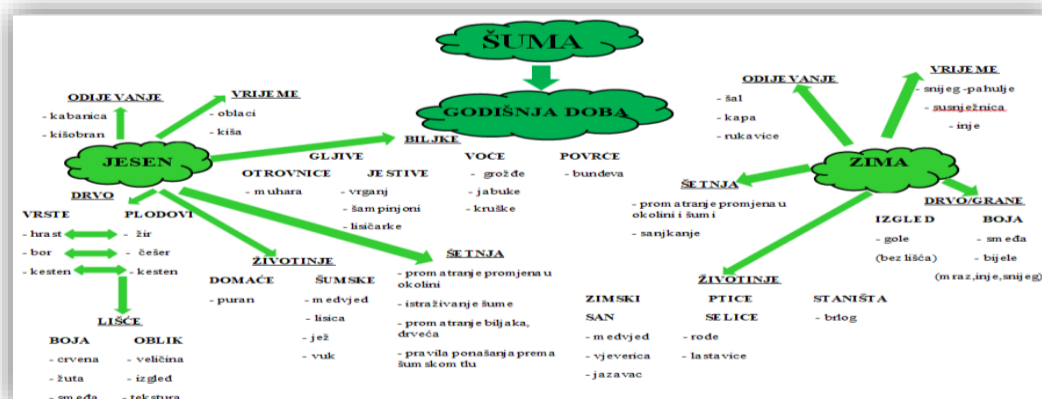 ŠUMA
GODIŠNJA DOBA
JESEN
ODIJEVANJE
- kabanica
- kišobran
VRIJEME
- oblaci
- kiša
BILJKE
GLJIVE
OTROVNICE
- muhara
JESTIVE
- vrganj
- šampinjoni
- lisičarke
VOĆE
- grožđe
- jabuke
- kruške
POVRĆE
- bundeva
DRVO
VRSTE
- hrast
- bor
- kesten
PLODOVI
- žir
- češer
- kesten
LIŠĆE
BOJA
- crvena
- žuta
- smeđa
OBLIK
- veličina
- izgled
- tekstura
ŽIVOTINJE
DOMAĆE
- puran
ŠUMSKE
- medvjed
- lisica
- jež
- vuk
ŠETNJA
- promatranje promjena u
okolini
- istraživanje šume
- promatranje biljaka,
drveća
- pravila ponašanja prema
šumskom tlu
ZIMA
ODIJEVANJE
- šal
- kapa
- rukavice
VRIJEME
- snijeg -pahulje
- susnježnica
- inje
ŠETNJA
- promatranje promjena u
okolini i šumi
- sanjkanje
DRVO/GRANE
IZGLED
- gole
(bez lišća)
BOJA
- smeđa
- bijele
(mraz,inje,snijeg)
ŽIVOTINJE
ZIMSKI
SAN
- medvjed
- vjeverica
- jazavac
PTICE
SELICE
- rode
- lastavice
STANIŠTA
- brlog